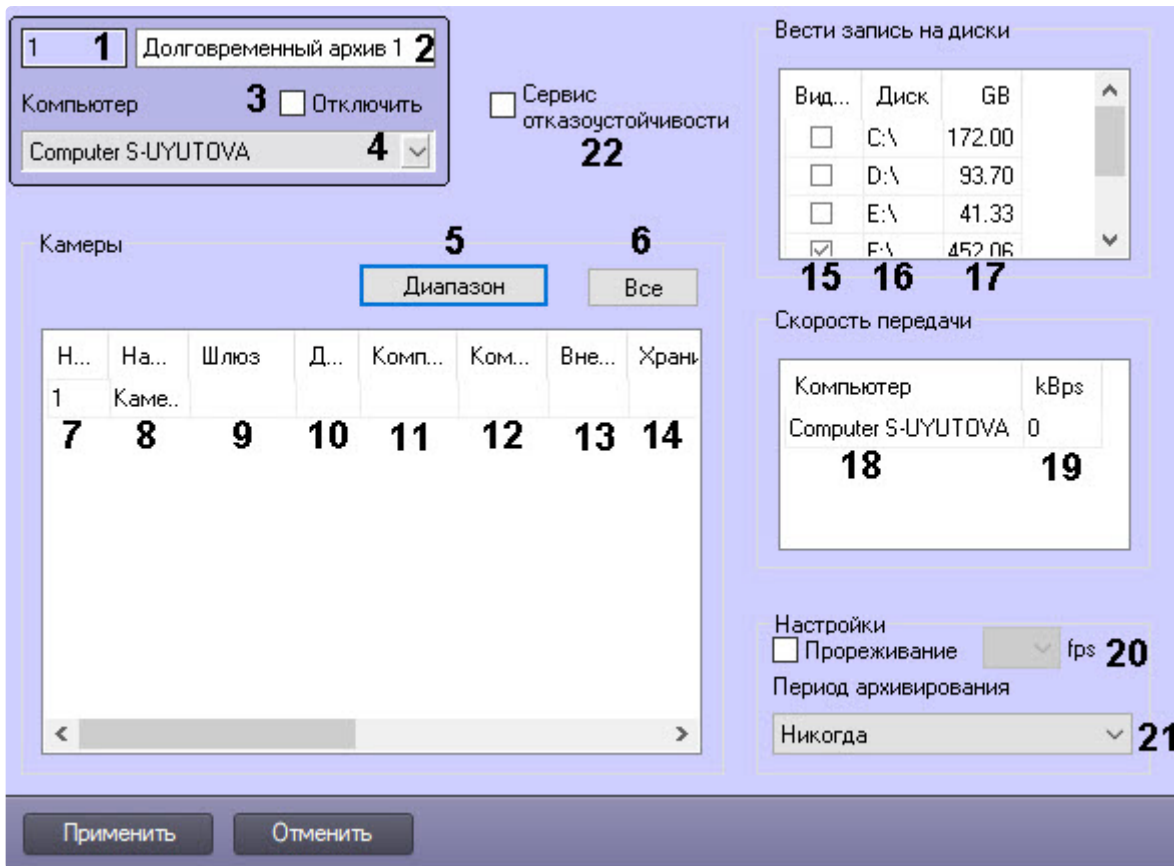 1 1 Долговременный архив 1 2
Компьютер 3 Отключить
Computer S-UYUTOVA 4
Сервис
отказоустойчивости
22
Вести запись на диски
Вид... Диск GB
C:\ 172.00
D:\ 93.70
E:\ 41.33
F:\ 452.06
15 16 17
Камеры
5 6
Диапазон Все
Н... На... Шлюз Д... Комп... Ком... Вне... Храни
1 Каме..
7 8 9 10 11 12 13 14
Скорость передачи
Компьютер kBps
Computer S-UYUTOVA 0
18 19
Настройки
Прореживание fps 20
Период архивирования
Никогда 21
Применить Отменить